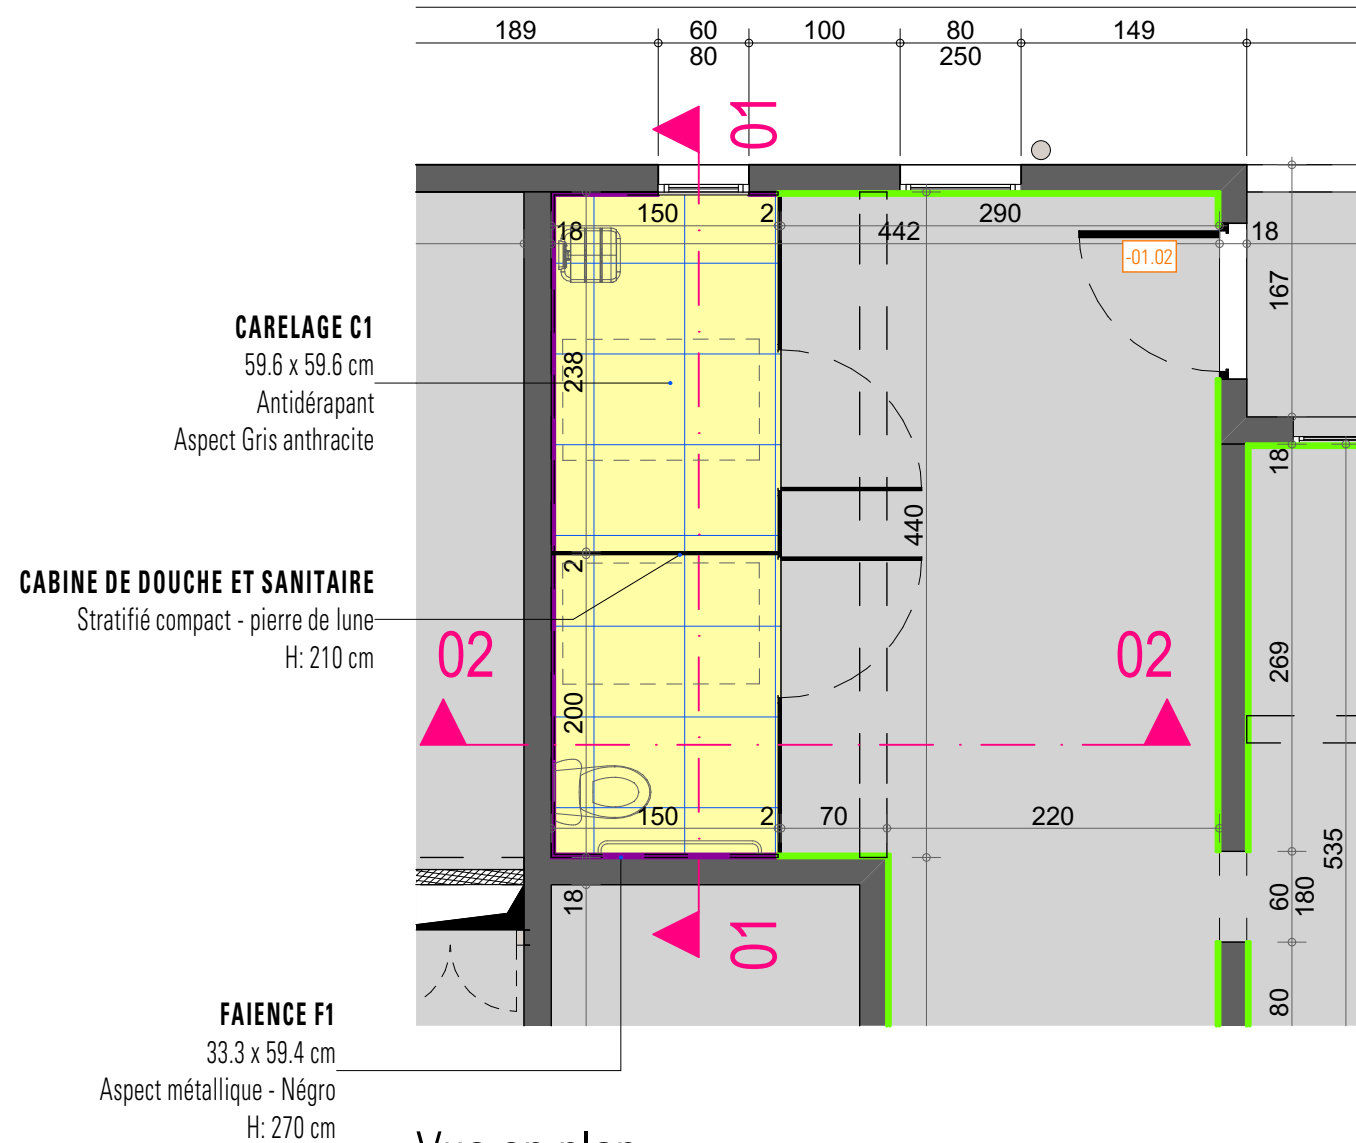 189 60 100 80 149
80 250
01
150 2 290
18 442 18
-01.02
167
CARELAGE C1
59.6 x 59.6 cm
Antidérapant
Aspect Gris anthracite
238
18
440
2
CABINE DE DOUCHE ET SANITAIRE
Stratifié compact - pierre de lune
H: 210 cm
02 02
269
200
150 2 70 220
535
18
60
180
01
80
FAIENCE F1
33.3 x 59.4 cm
Aspect métallique - Négro
H: 270 cm
Vue en plan